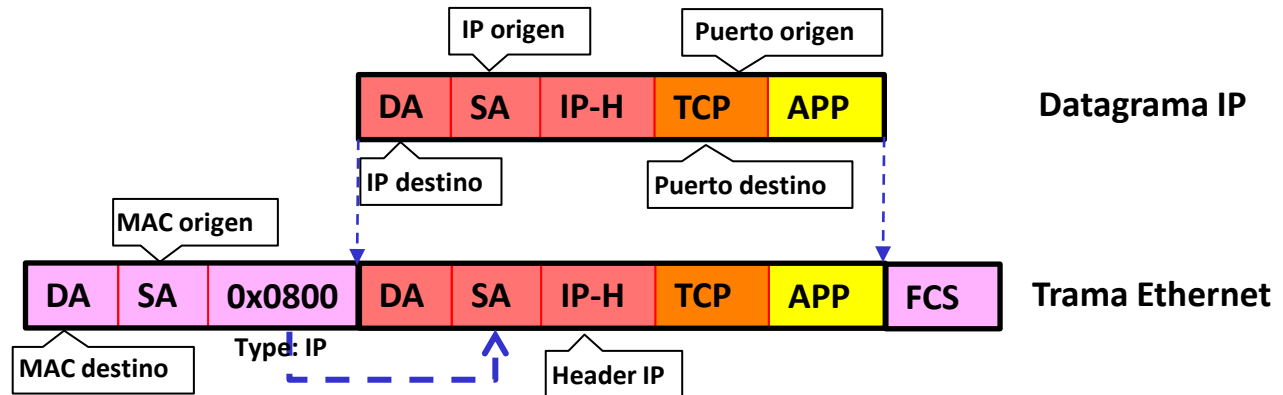 IP origen
Puerto origen
DA SA IP-H TCP APP
Datagrama IP
IP destino
Puerto destino
MAC origen
DA SA 0x0800 DA SA IP-H TCP APP FCS
Trama Ethernet
Type: IP
MAC destino
Header IP